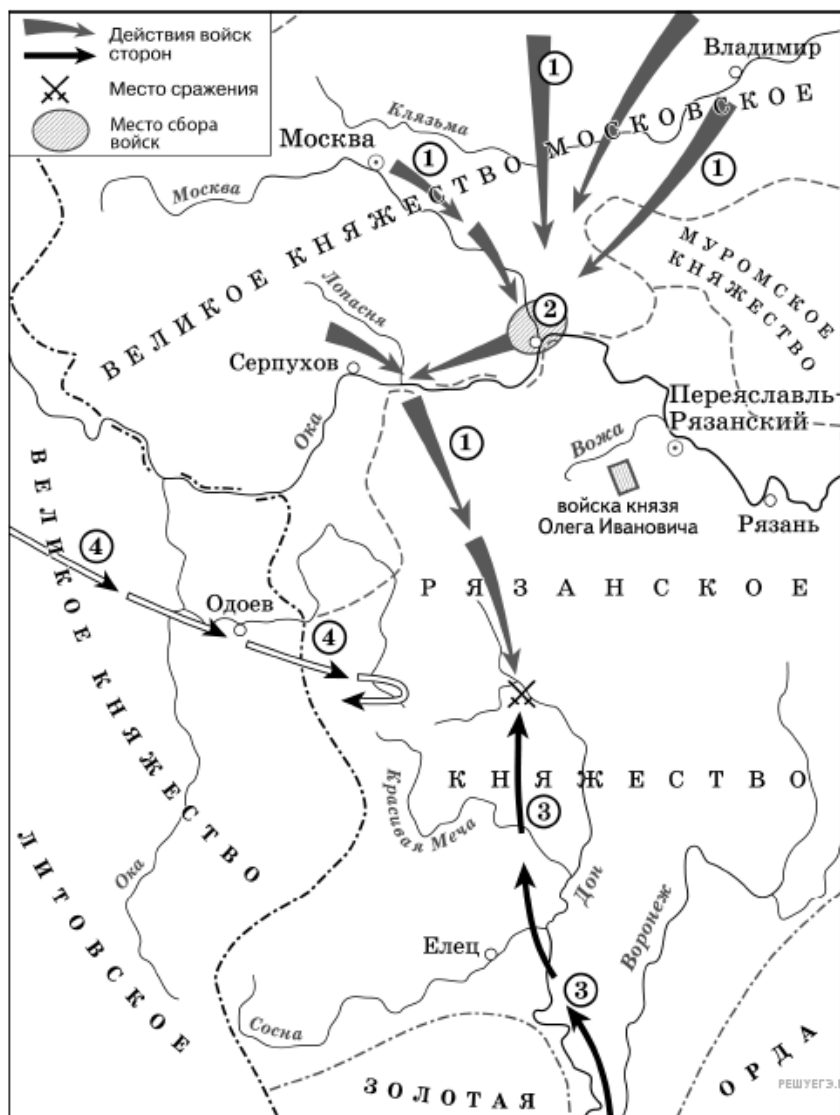 Действия войск
сторон
Место сражения
Место сбора
войск
Владимир
1
Клязьма
Москва
1
1
Москва
ВЕЛИКОЕ КНЯЖЕСТВО МОСКОВСКОЕ
МУРОМСКОЕ
КНЯЖЕСТВО
Лопасня
2
Серпухов
Ока
Переяславль-
Рязанский
1
Вожа
войска князя
Олега Ивановича
Рязань
4
Одоев
4
РЯЗАНСКОЕ
КНЯЖЕСТВО
ВЕЛИКОЕ КНЯЖЕСТВО
ЛИТОВСКОЕ
3
Красивая Меча
Ока
Дон
Воронеж
Елец
3
Сосна
ЗОЛОТАЯ ОРДА